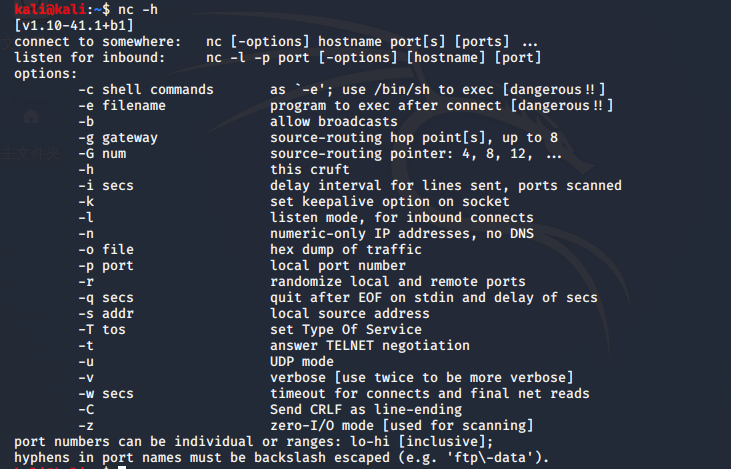 kali@kali:~$ nc -h
[v1.10-41.1+b1]
connect to somewhere:   nc [-options] hostname port[s] [ports] ...
listen for inbound:     nc -l -p port [-options] [hostname] [port]
options:
        -c shell commands       as `-e'; use /bin/sh to exec [dangerous!!]
        -e filename             program to exec after connect [dangerous!!]
        -b                      allow broadcasts
        -g gateway              source-routing hop point[s], up to 8
        -G num                  source-routing pointer: 4, 8, 12, ...
        -h                      this cruft
        -i secs                 delay interval for lines sent, ports scanned
        -k                      set keepalive option on socket
        -l                      listen mode, for inbound connects
        -n                      numeric-only IP addresses, no DNS
        -o file                 hex dump of traffic
        -p port                 local port number
        -r                      randomize local and remote ports
        -q secs                 quit after EOF on stdin and delay of secs
        -s addr                 local source address
        -T tos                  set Type Of Service
        -t                      answer TELNET negotiation
        -u                      UDP mode
        -v                      verbose [use twice to be more verbose]
        -w secs                 timeout for connects and final net reads
        -C                      Send CRLF as line-ending
        -z                      zero-I/O mode [used for scanning]
port numbers can be individual or ranges: lo-hi [inclusive];
hyphens in port names must be backslash escaped (e.g. 'ftp\-data').
kali@kali:~$
主文件夹